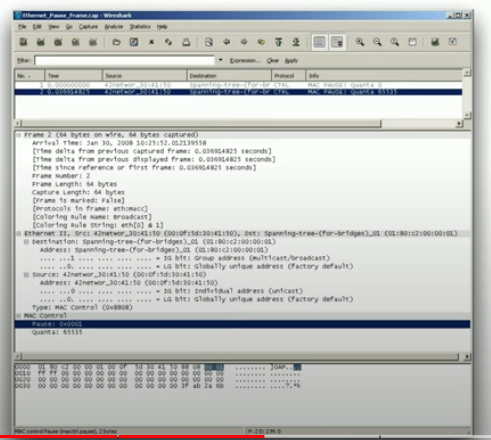 Ethernet_Pause_Frame.cap - Wireshark
File Edit View Go Capture Analyze Statistics Help
Filter: Expression... Clear Apply
No. - Time Source Destination Protocol Info
1 0.000000000 42networ_30:41:50 Spanning-tree-(for-br CTRL MAC PAUSE: Quanta 0
2 0.036914825 42networ_30:41:50 Spanning-tree-(for-br CTRL MAC PAUSE: Quanta 65535
Frame 2 (64 bytes on wire, 64 bytes captured)
Arrival Time: Jan 30, 2008 10:25:52.012139558
[Time delta from previous captured frame: 0.036914825 seconds]
[Time delta from previous displayed frame: 0.036914825 seconds]
[Time since reference or first frame: 0.036914825 seconds]
Frame Number: 2
Frame Length: 64 bytes
Capture Length: 64 bytes
[Frame is marked: False]
[Protocols in frame: eth:macc]
[Coloring Rule Name: Broadcast]
[Coloring Rule String: eth[0] & 1]
Ethernet II, Src: 42networ_30:41:50 (00:0f:5d:30:41:50), Dst: Spanning-tree-(for-bridges)_01 (01:80:c2:00:00:01)
Destination: Spanning-tree-(for-bridges)_01 (01:80:c2:00:00:01)
Address: Spanning-tree-(for-bridges)_01 (01:80:c2:00:00:01)
.... ...1 .... .... .... .... = IG bit: Group address (multicast/broadcast)
.... ..0. .... .... .... .... = LG bit: Globally unique address (factory default)
Source: 42networ_30:41:50 (00:0f:5d:30:41:50)
Address: 42networ_30:41:50 (00:0f:5d:30:41:50)
.... ...0 .... .... .... .... = IG bit: Individual address (unicast)
.... ..0. .... .... .... .... = LG bit: Globally unique address (factory default)
Type: MAC Control (0x8808)
MAC Control
Pause: 0x0001
Quanta: 65535
0000 01 80 c2 00 00 01 00 0f 5d 30 41 50 88 08 00 01 ........ ]0AP....
0010 ff ff 00 00 00 00 00 00 00 00 00 00 00 00 00 00 ........ ........
0020 00 00 00 00 00 00 00 00 00 00 00 00 00 00 00 00 ........ ........
0030 00 00 00 00 00 00 00 00 00 00 00 00 3f ab 2a 6b ........ ....?.*k
MAC control Pause (macctrl.pause), 2 bytes P: 2 D: 2 M: 0